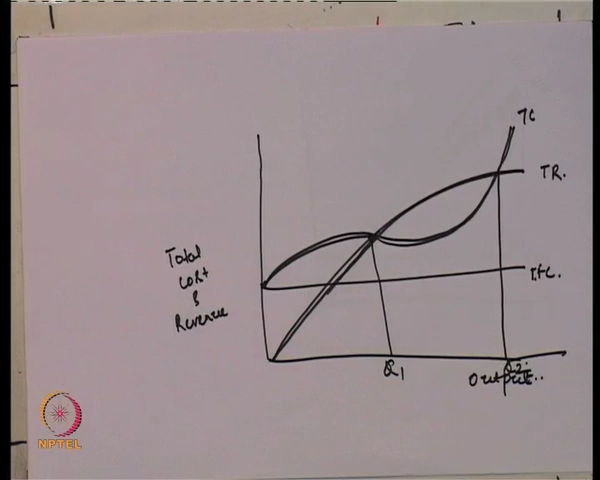 TC
TR.
Total
cost
&
Revenue
TFC.
Q1
Q2
Output..
NPTEL